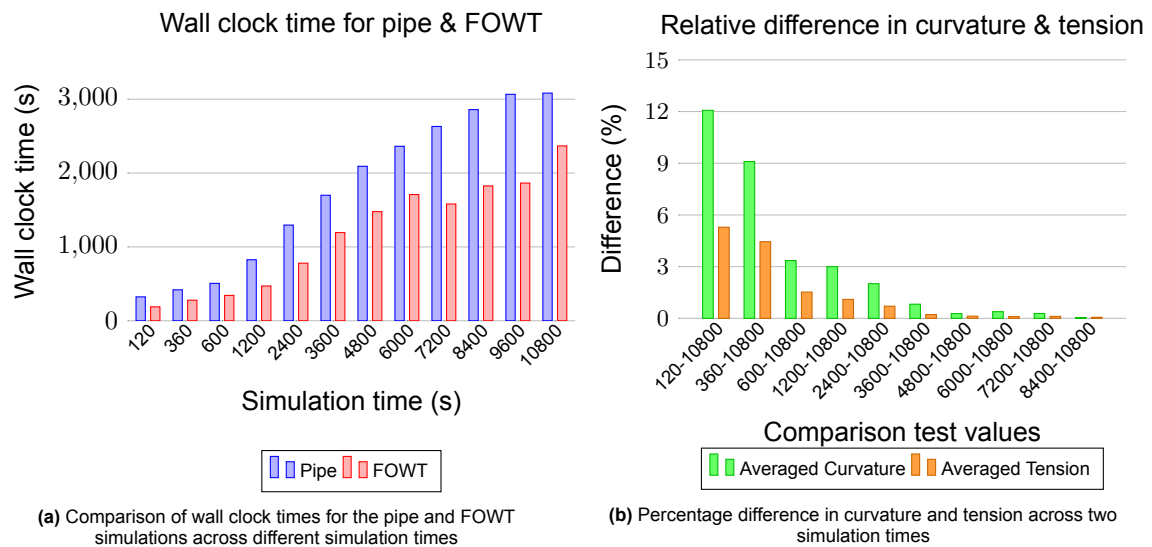 Wall clock time for pipe & FOWT
Wall clock time (s)
3,000
2,000
1,000
0
120
360
600
1200
2400
3600
4800
6000
7200
8400
9600
10800
Simulation time (s)
Pipe FOWT
(a) Comparison of wall clock times for the pipe and FOWT
simulations across different simulation times
Relative difference in curvature & tension
Difference (%)
15
12
9
6
3
0
120-10800
360-10800
600-10800
1200-10800
2400-10800
3600-10800
4800-10800
6000-10800
7200-10800
8400-10800
Comparison test values
Averaged Curvature Averaged Tension
(b) Percentage difference in curvature and tension across two
simulation times